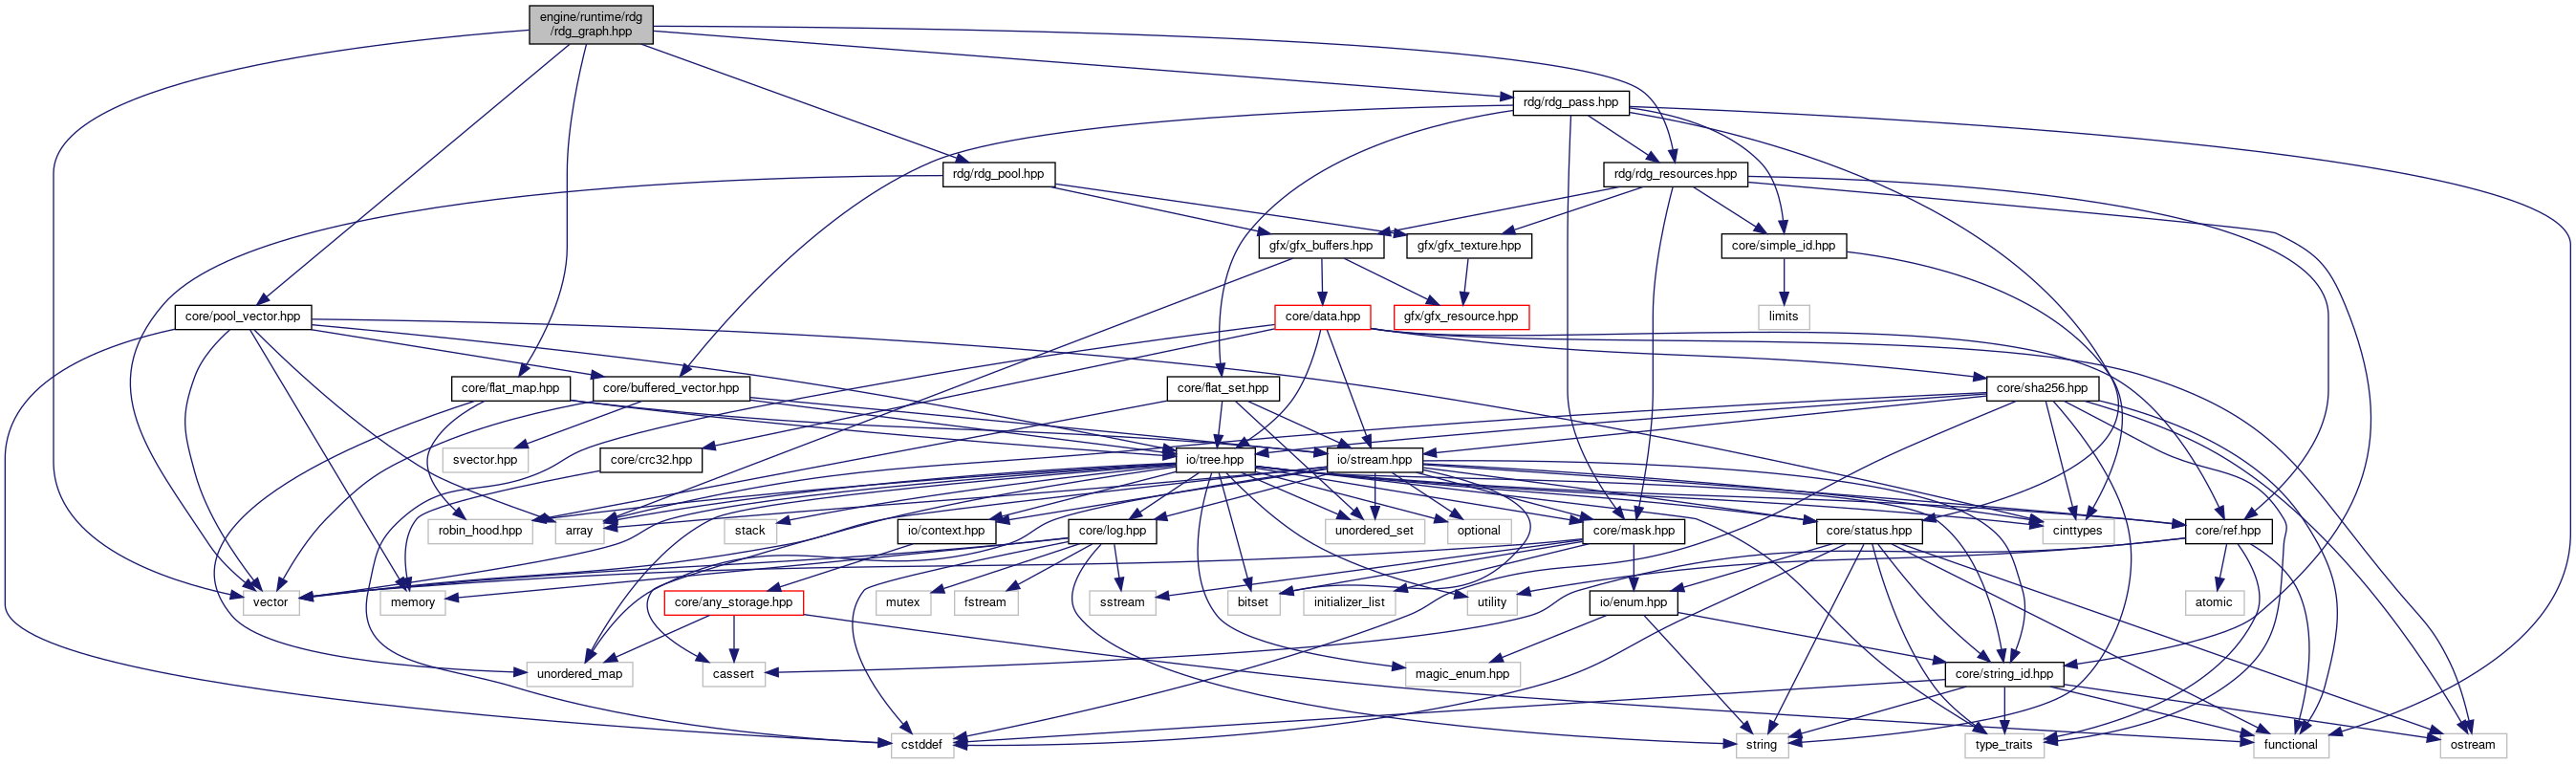 engine/runtime/rdg
/rdg_graph.hpp
rdg/rdg_pass.hpp
rdg/rdg_pool.hpp
rdg/rdg_resources.hpp
gfx/gfx_buffers.hpp
gfx/gfx_texture.hpp
core/simple_id.hpp
core/pool_vector.hpp
core/data.hpp
gfx/gfx_resource.hpp
limits
core/flat_map.hpp
core/buffered_vector.hpp
core/flat_set.hpp
core/sha256.hpp
svector.hpp
core/crc32.hpp
io/tree.hpp
io/stream.hpp
robin_hood.hpp
array
stack
io/context.hpp
core/log.hpp
unordered_set
optional
core/mask.hpp
core/status.hpp
cinttypes
core/ref.hpp
vector
memory
core/any_storage.hpp
mutex
fstream
sstream
bitset
initializer_list
utility
io/enum.hpp
atomic
unordered_map
cassert
magic_enum.hpp
core/string_id.hpp
cstddef
string
type_traits
functional
ostream